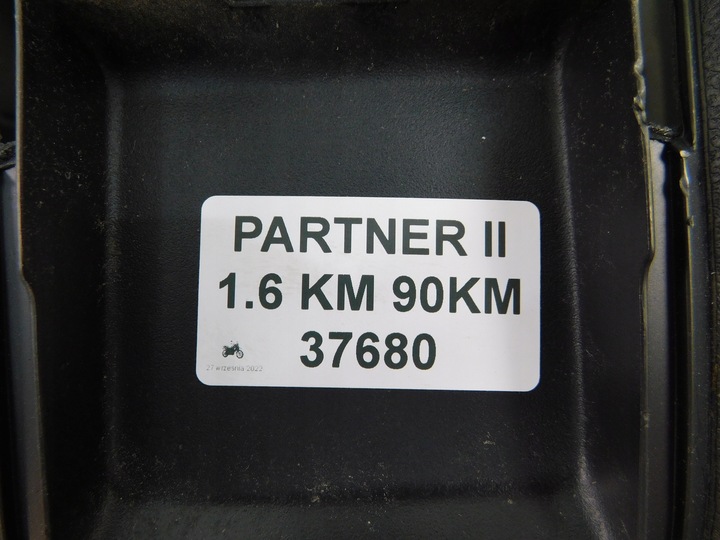 PARTNER II
1.6 KM 90KM
37680
27 września 2022